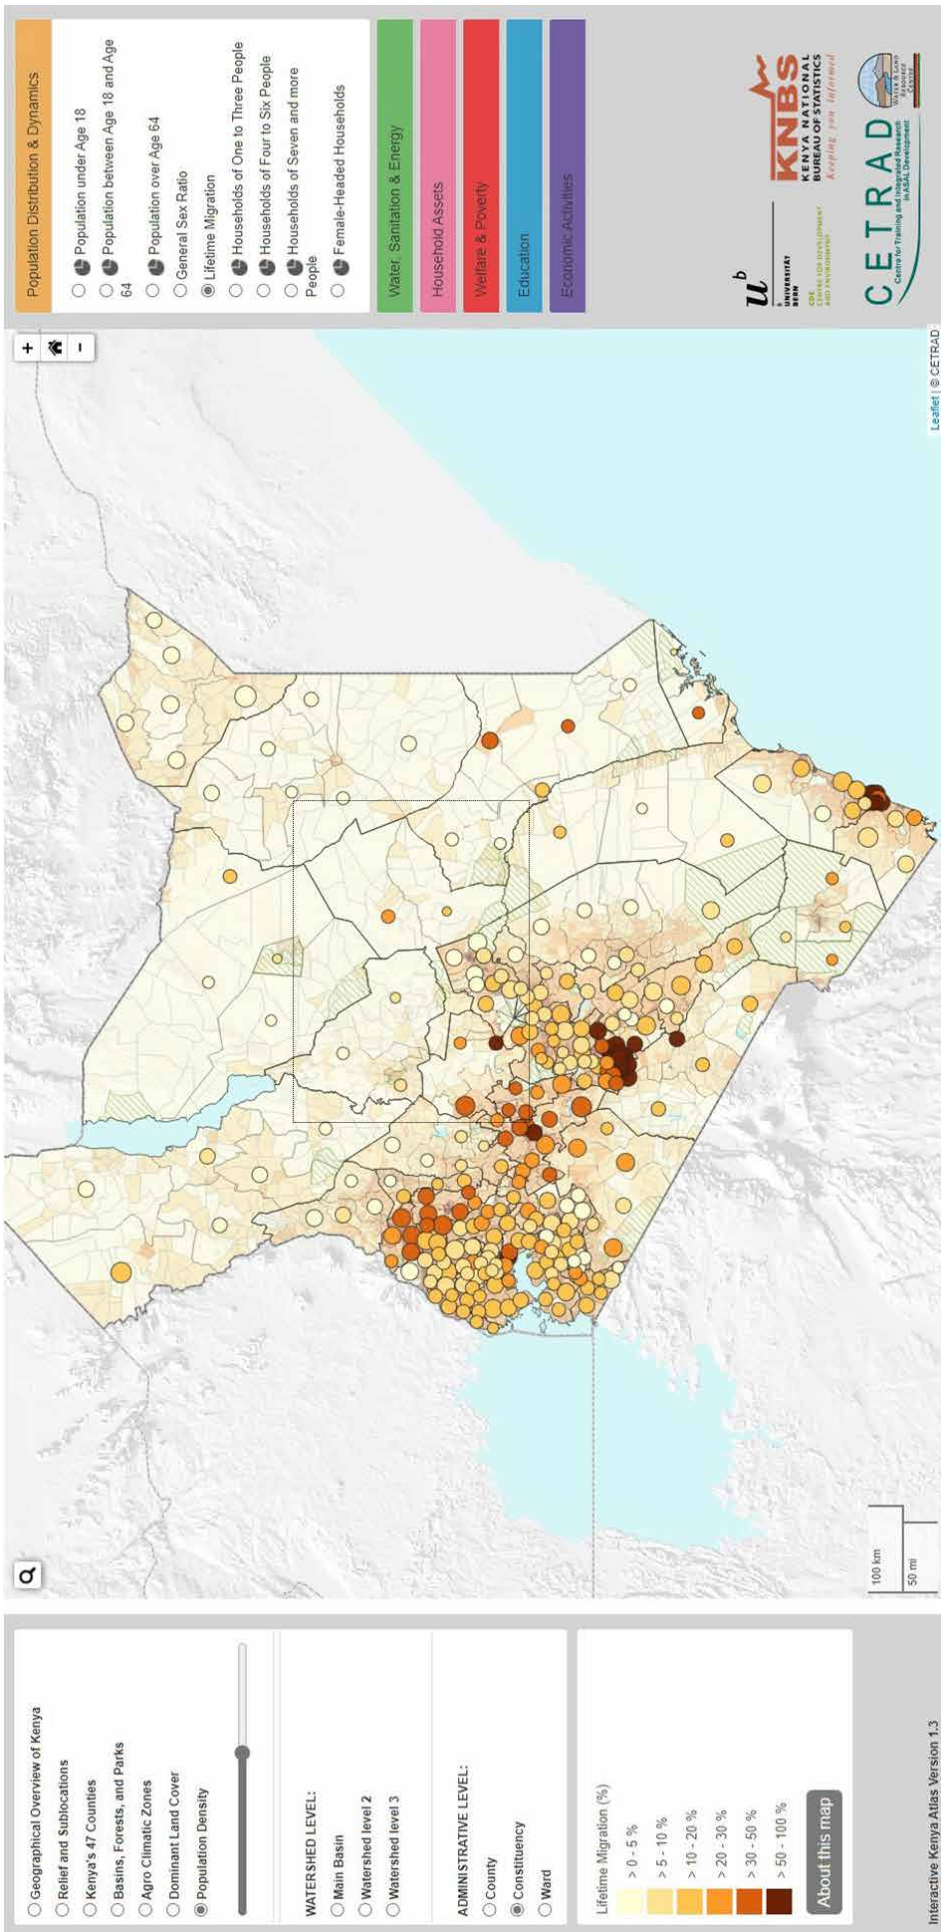 Geographical Overview of Kenya
Relief and Sublocations
Kenya's 47 Counties
Basins, Forests, and Parks
Agro Climatic Zones
Dominant Land Cover
Population Density
WATERSHED LEVEL:
Main Basin
Watershed level 2
Watershed level 3
ADMINISTRATIVE LEVEL:
County
Constituency
Ward
Lifetime Migration (%)
> 0 - 5 %
> 5 - 10 %
> 10 - 20 %
> 20 - 30 %
> 30 - 50 %
> 50 - 100 %
About this map
Interactive Kenya Atlas Version 1.3
100 km
50 mi
+
−
Leaflet | © CETRAD
Population Distribution & Dynamics
Population under Age 18
Population between Age 18 and Age
64
Population over Age 64
General Sex Ratio
Lifetime Migration
Households of One to Three People
Households of Four to Six People
Households of Seven and more
People
Female-Headed Households
Water, Sanitation & Energy
Household Assets
Welfare & Poverty
Education
Economic Activities
u b
b
UNIVERSITÄT
BERN
CDE
CENTRE FOR DEVELOPMENT
AND ENVIRONMENT
KNBS
KENYA NATIONAL
BUREAU OF STATISTICS
Keeping you informed
CETRAD
Centre for Training and Integrated Research
in ASAL Development
WATER & LAND
RESOURCE
CENTRE